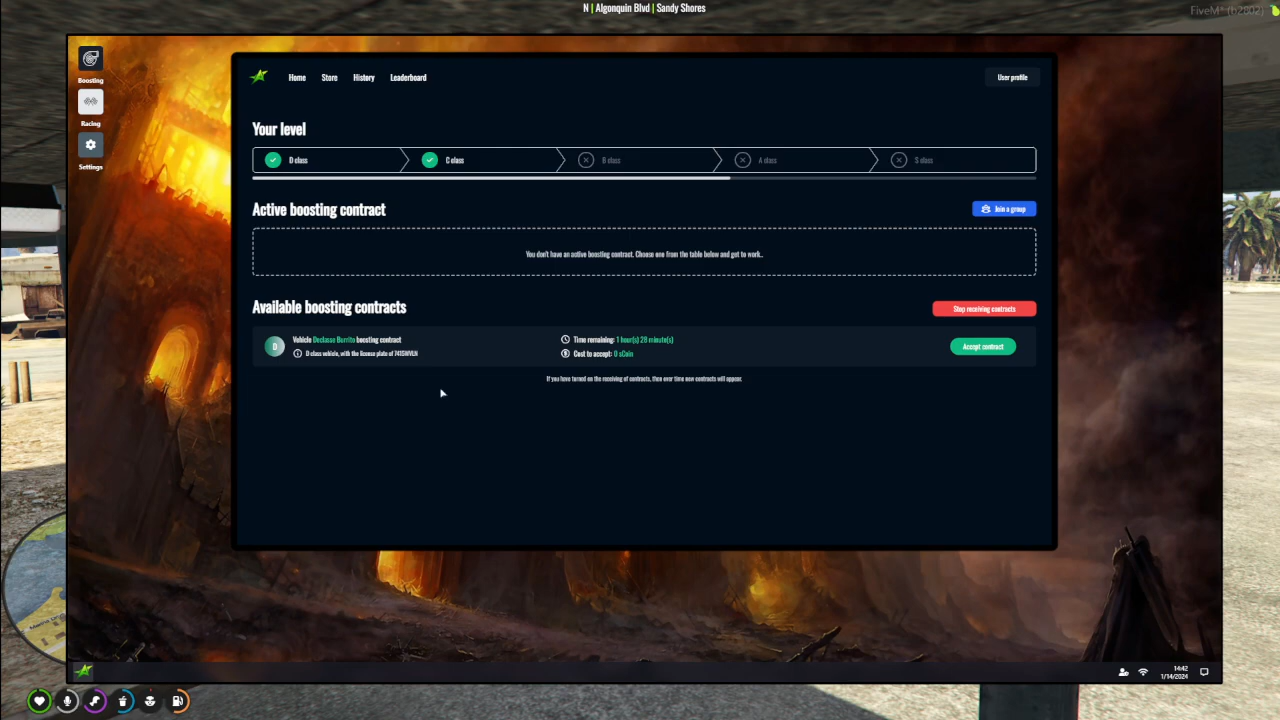 N | Algonquin Blvd | Sandy Shores
FiveM* (b2802)
Boosting
Racing
Settings
Home Store History Leaderboard User profile
Your level
D class C class B class A class S class
Active boosting contract
Join a group
You don't have an active boosting contract. Choose one from the table below and get to work..
Available boosting contracts
Stop receiving contracts
D
Vehicle Declasse Burrito boosting contract
D class vehicle, with the license plate of
Time remaining: 1 hour(s) 28 minute(s)
Cost to accept: 0 sCoin
Accept contract
If you have turned on the receiving of contracts, then over time new contracts will appear.
14:42
1/14/2024